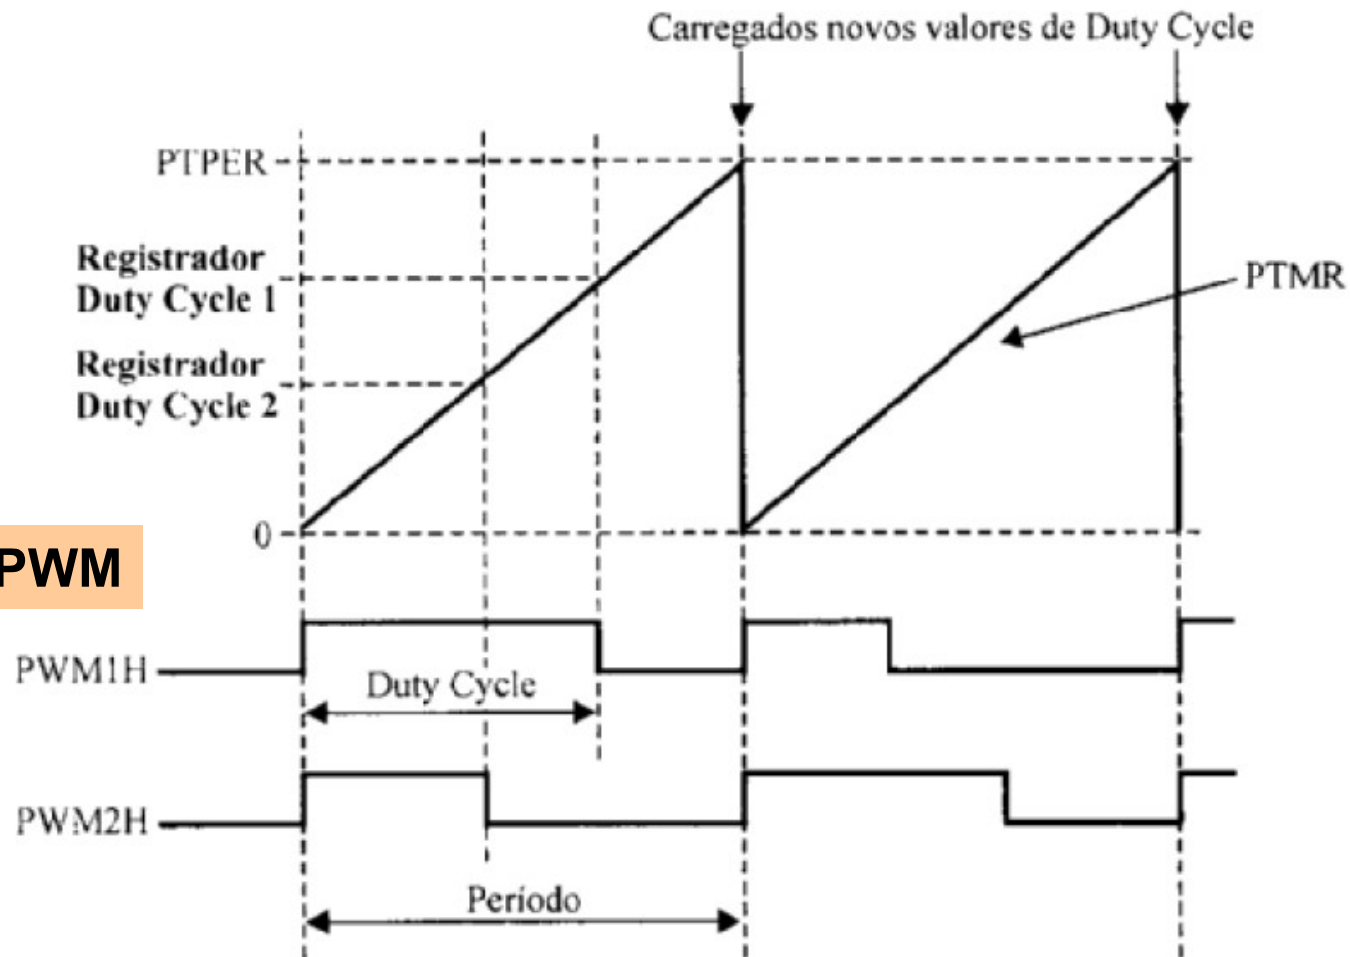 Carregados novos valores de Duty Cycle
PTPER
Registrador
Duty Cycle 1
PTMR
Registrador
Duty Cycle 2
0
PWM
PWM1H
Duty Cycle
PWM2H
Período